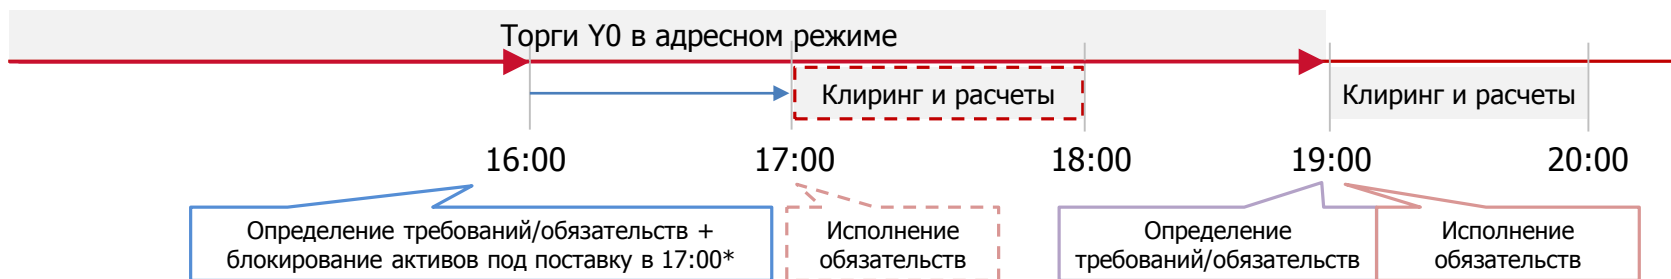 Торги Y0 в адресном режиме
Клиринг и расчеты
Клиринг и расчеты
16:00
17:00
18:00
19:00
20:00
Определение требований/обязательств +
блокирование активов под поставку в 17:00*
Исполнение
обязательств
Определение
требований/обязательств
Исполнение
обязательств